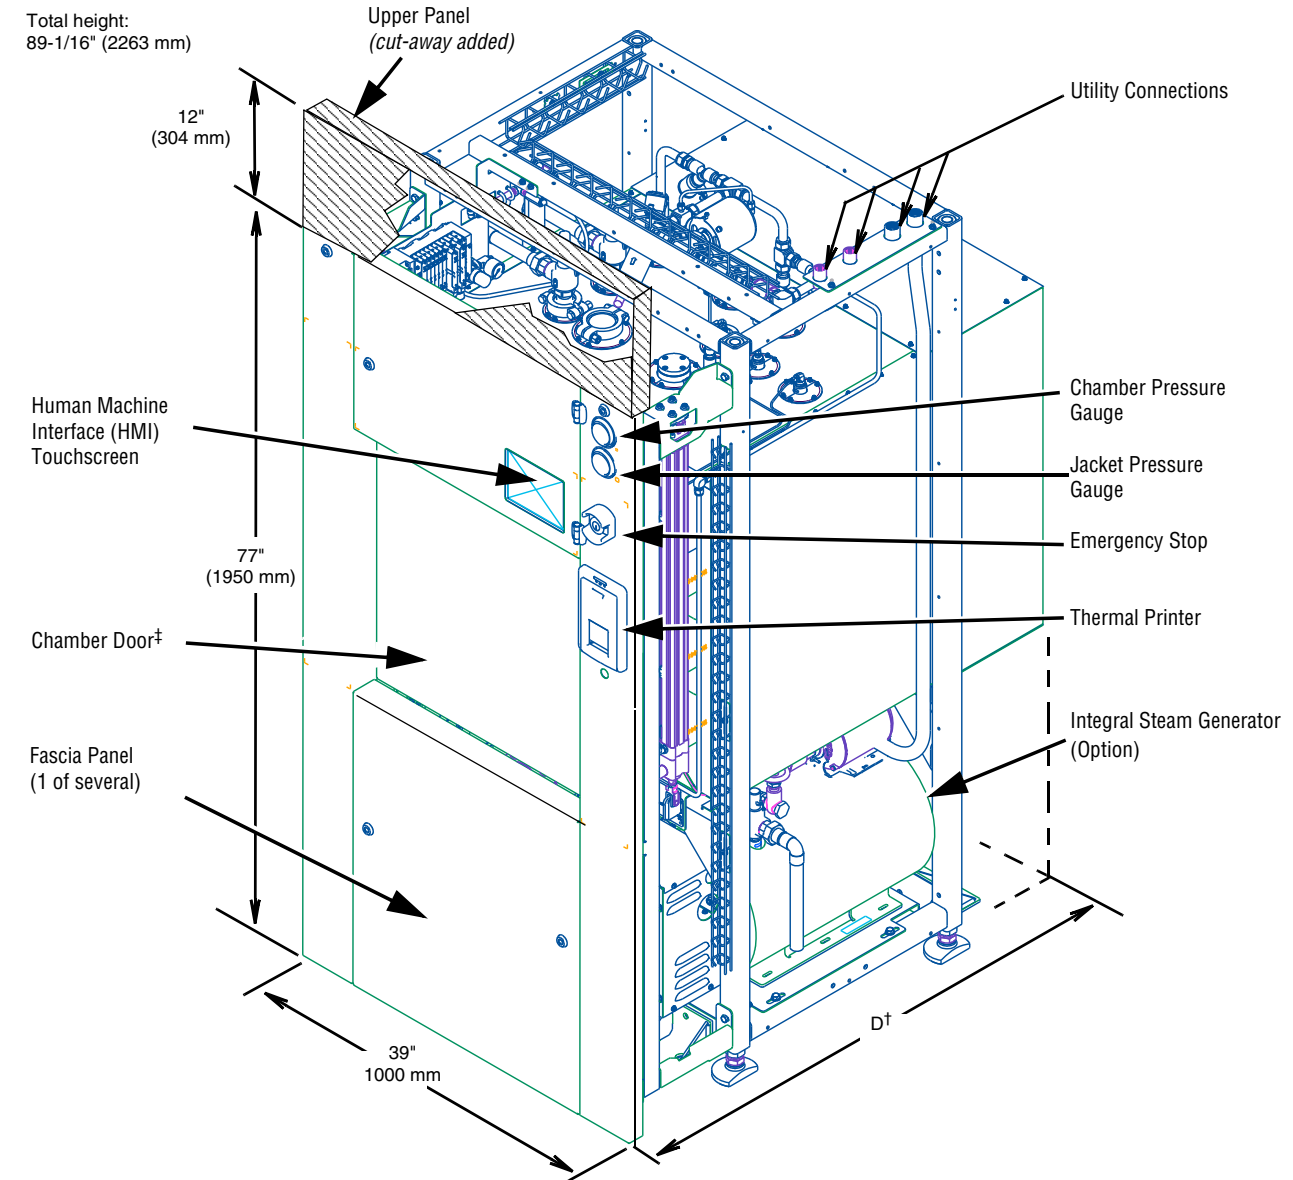 Total height:
89-1/16" (2263 mm)
Upper Panel
(cut-away added)
12"
(304 mm)
Utility Connections
Chamber Pressure
Gauge
Human Machine
Interface (HMI)
Touchscreen
Jacket Pressure
Gauge
Emergency Stop
77"
(1950 mm)
Thermal Printer
Chamber Door‡
Integral Steam Generator
(Option)
Fascia Panel
(1 of several)
D†
39"
1000 mm